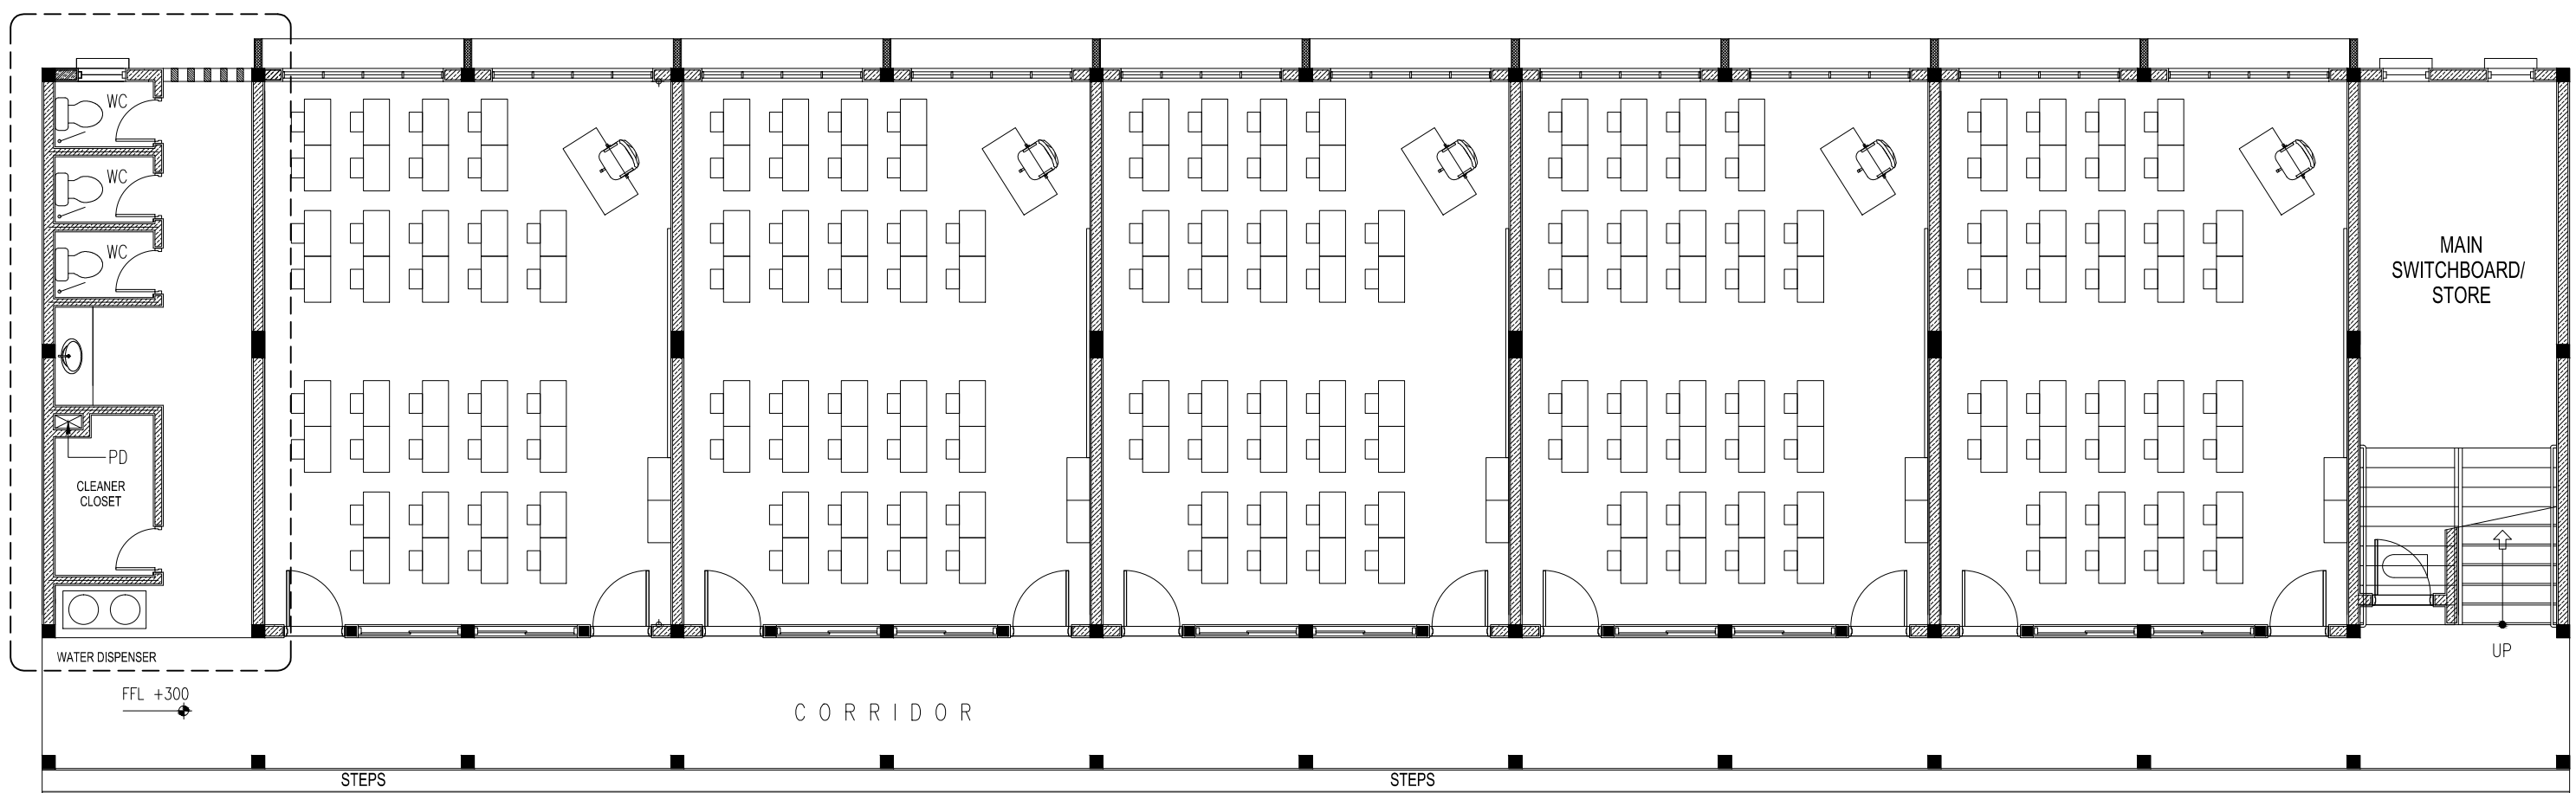 WC
WC
WC
MAIN
SWITCHBOARD/
STORE
PD
CLEANER
CLOSET
WATER DISPENSER
UP
FFL +300
CORRIDOR
STEPS
STEPS